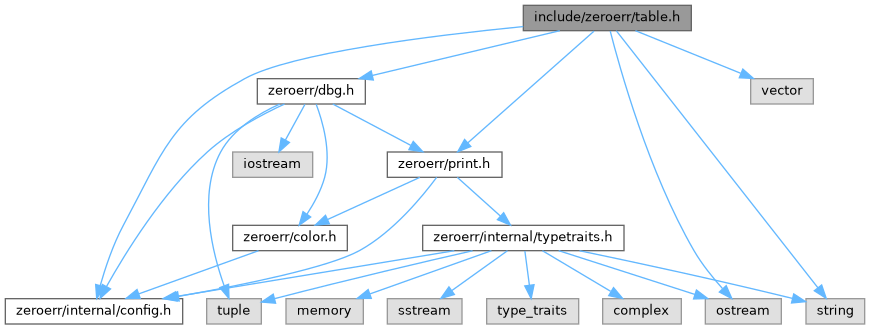 include/zeroerr/table.h
zeroerr/dbg.h
vector
iostream
zeroerr/print.h
zeroerr/color.h
zeroerr/internal/typetraits.h
zeroerr/internal/config.h
tuple
memory
sstream
type_traits
complex
ostream
string